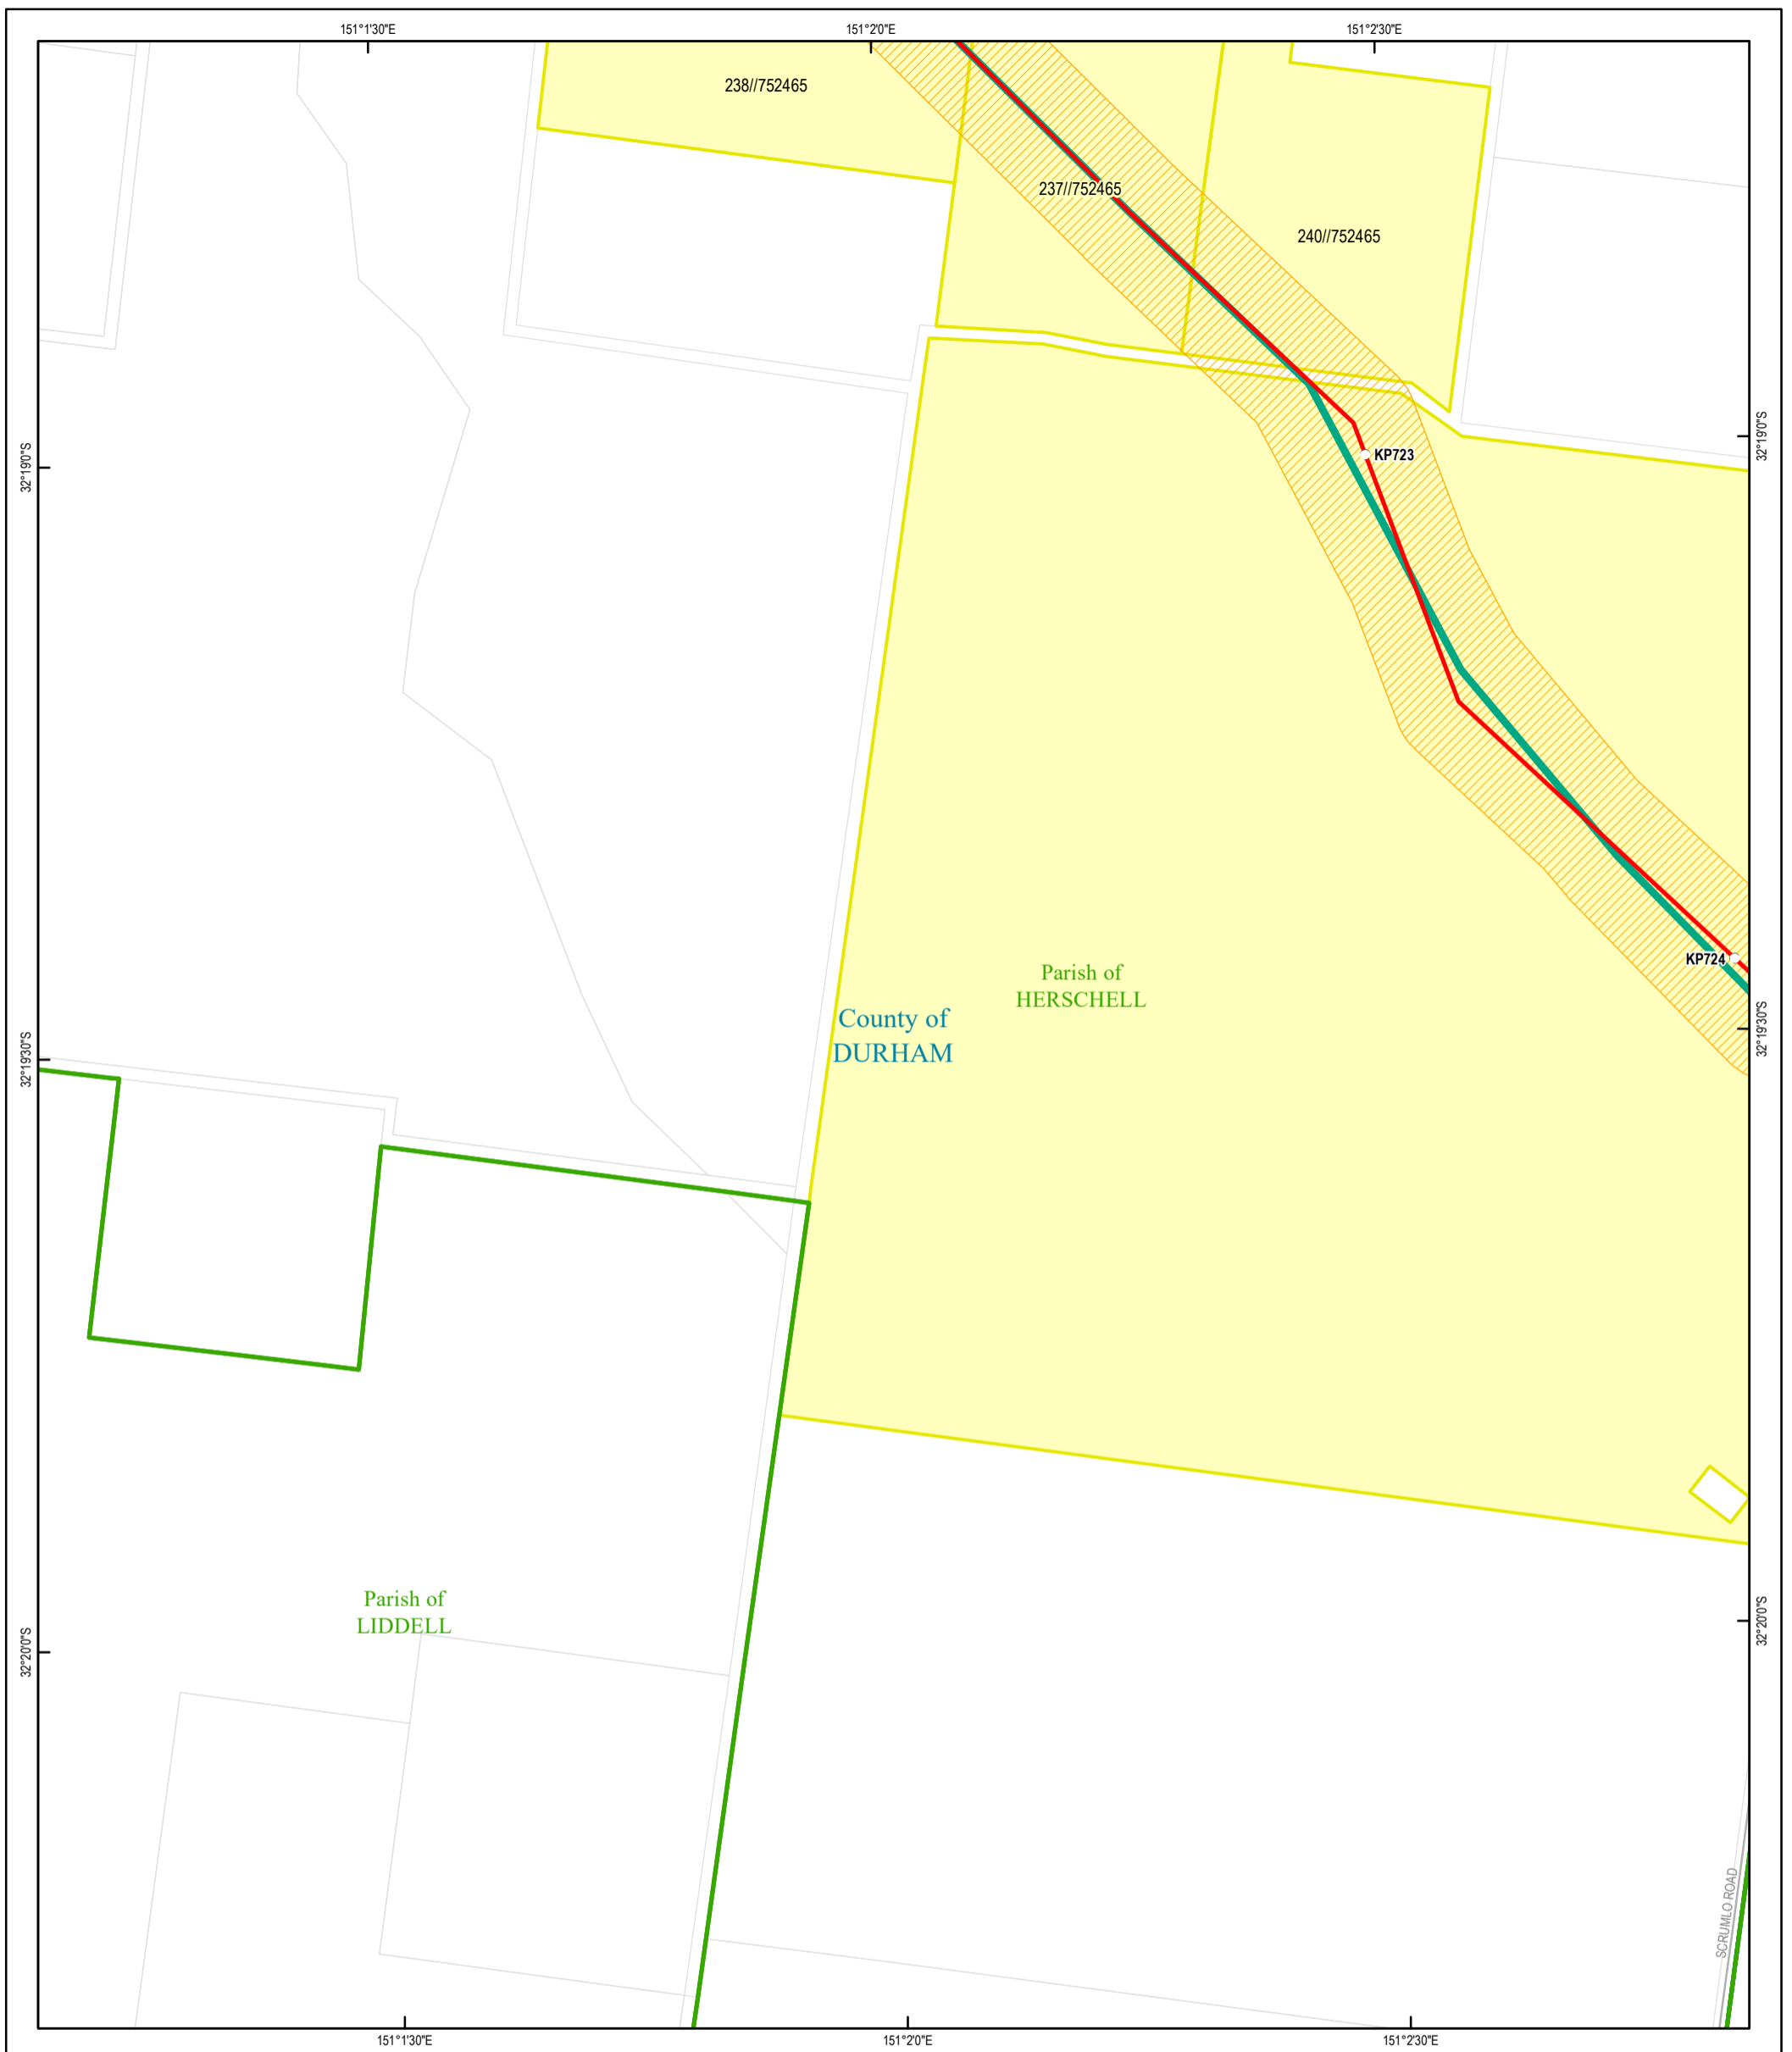 151°1'30"E
151°2'0"E
151°2'30"E
238//752465
237//752465
240//752465
32°19'0"S
32°19'0"S
KP723
KP724
Parish of
HERSCHELL
County of
DURHAM
32°19'30"S
32°19'30"S
Parish of
LIDDELL
32°20'0"S
32°20'0"S
SCRUMLO ROAD
151°1'30"E
151°2'0"E
151°2'30"E